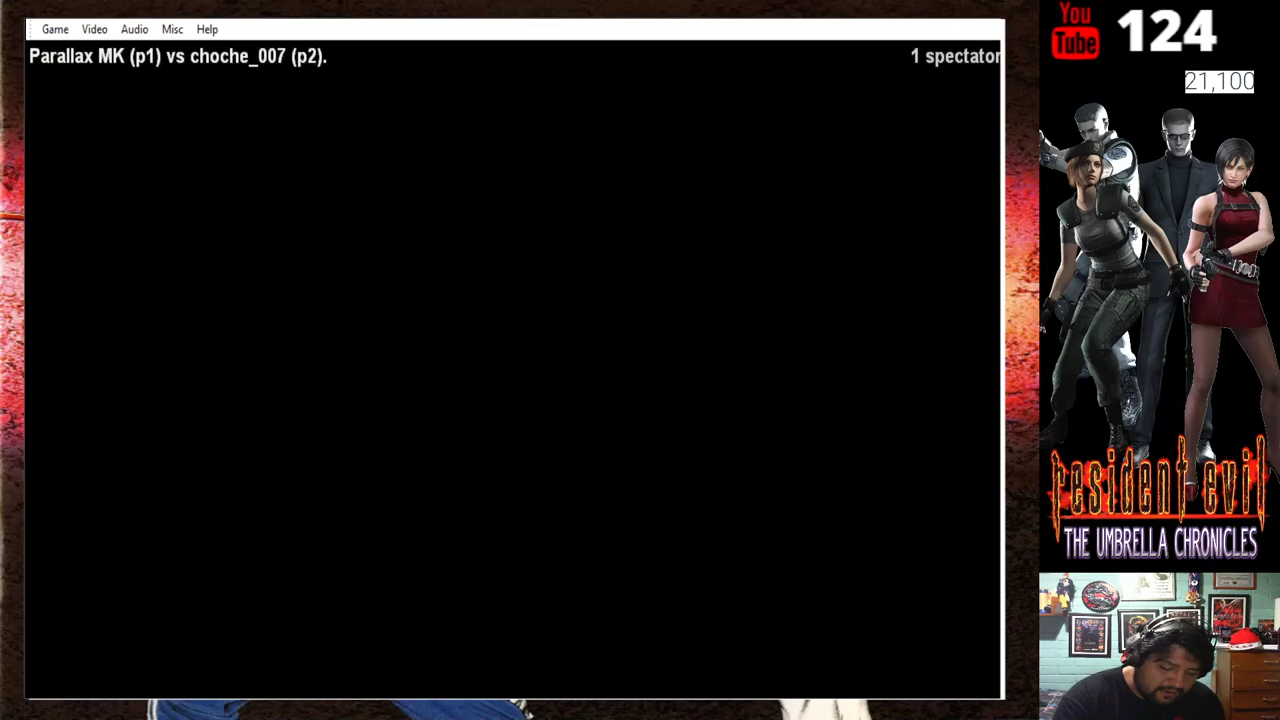 Game Video Audio Misc Help
Parallax MK (p1) vs choche_007 (p2).
1 spectator
You
Tube
124
21,100
resident evil
THE UMBRELLA CHRONICLES